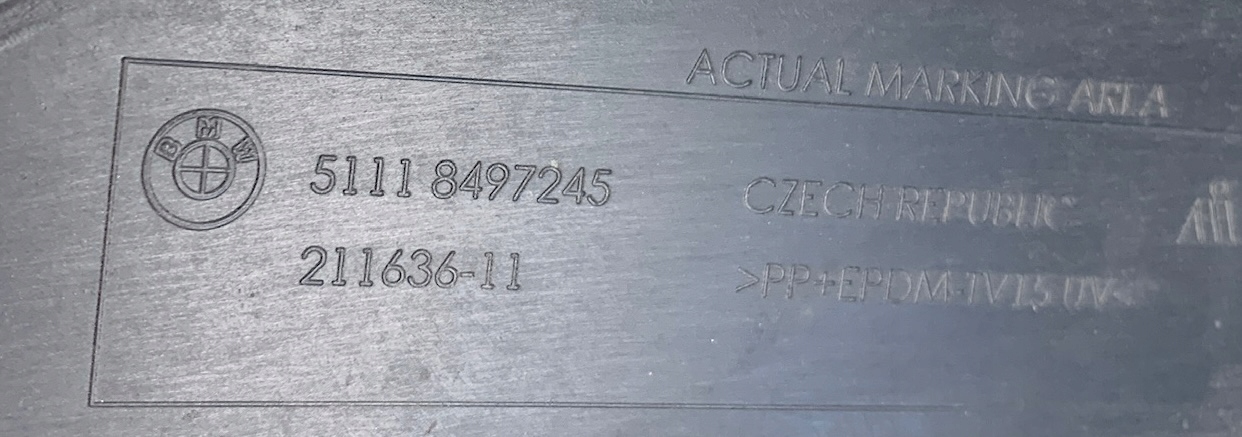 ACTUAL MARKING AREA
BMW
5111 8497245
CZECH REPUBLIC
211636-11
>PP+EPDM-TV15 UV<